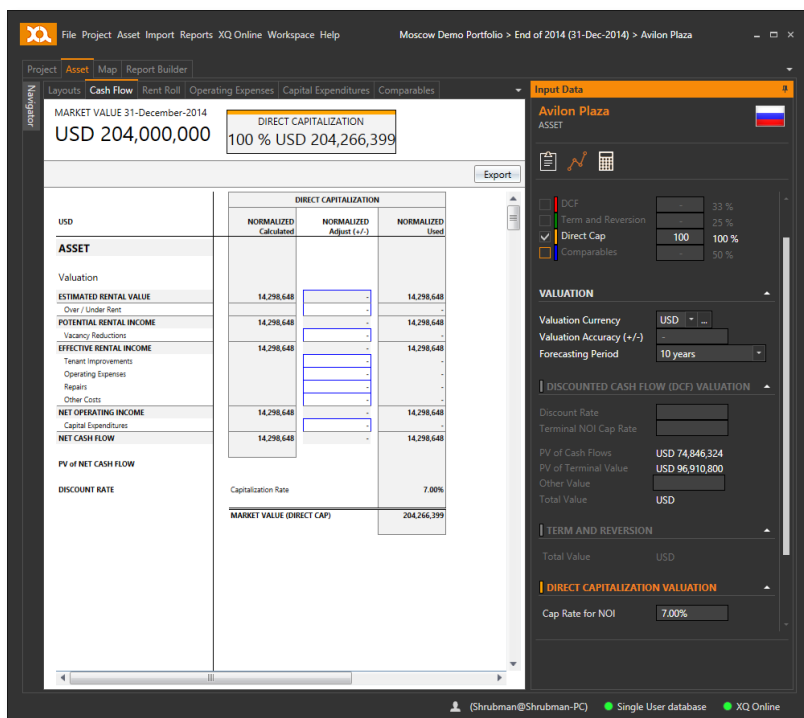 File Project Asset Import Reports XQ Online Workspace Help Moscow Demo Portfolio > End of 2014 (31-Dec-2014) > Avilon Plaza
Project Asset Map Report Builder
Navigator
Layouts Cash Flow Rent Roll Operating Expenses Capital Expenditures Comparables
MARKET VALUE 31-December-2014
USD 204,000,000
DIRECT CAPITALIZATION
100 % USD 204,266,399
Export
DIRECT CAPITALIZATION
USD NORMALIZED NORMALIZED NORMALIZED
Calculated Adjust (+/-) Used
ASSET
Valuation
ESTIMATED RENTAL VALUE 14,298,648 - 14,298,648
Over / Under Rent - -
POTENTIAL RENTAL INCOME 14,298,648 - 14,298,648
Vacancy Reductions - -
EFFECTIVE RENTAL INCOME 14,298,648 - 14,298,648
Tenant Improvements - -
Operating Expenses - -
Repairs - -
Other Costs - -
NET OPERATING INCOME 14,298,648 - 14,298,648
Capital Expenditures - -
NET CASH FLOW 14,298,648 - 14,298,648
PV of NET CASH FLOW
DISCOUNT RATE Capitalization Rate 7.00%
MARKET VALUE (DIRECT CAP) 204,266,399
Input Data
Avilon Plaza
ASSET
DCF - 33 %
Term and Reversion - 25 %
Direct Cap 100 100 %
Comparables - 50 %
VALUATION
Valuation Currency USD ...
Valuation Accuracy (+/-) -
Forecasting Period 10 years
DISCOUNTED CASH FLOW (DCF) VALUATION
Discount Rate
Terminal NOI Cap Rate
PV of Cash Flows USD 74,846,324
PV of Terminal Value USD 96,910,800
Other Value
Total Value USD
TERM AND REVERSION
Total Value USD
DIRECT CAPITALIZATION VALUATION
Cap Rate for NOI 7.00%
(Shrubman@Shrubman-PC) Single User database XQ Online